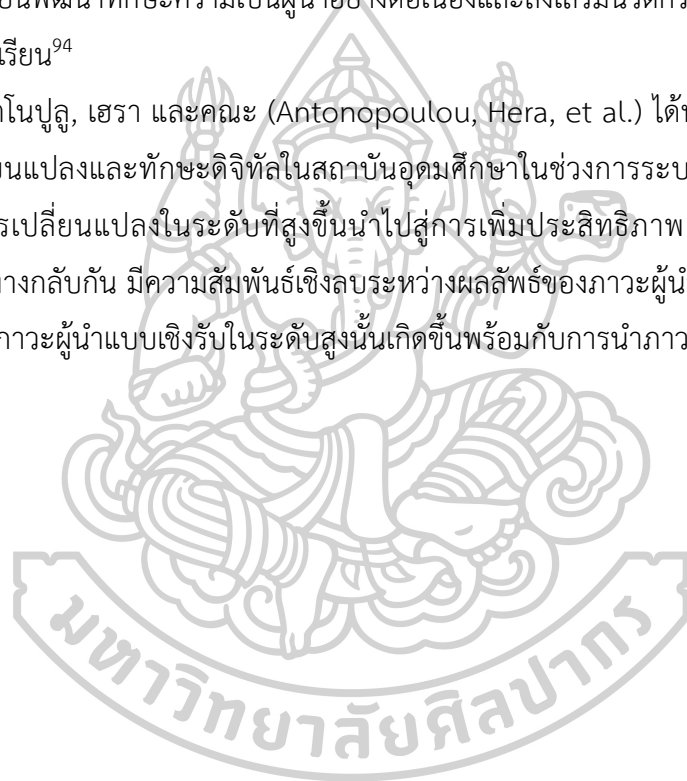 พัฒนาทักษะความเป็นผู้นำอย่างต่อเนื่องและส่งเสริมนวัตกร
เรียน94
โนปูลู, เฮรา และคณะ (Antonopoulou, Hera, et al.) ได้
ยนแปลงและทักษะดิจิทัลในสถาบันอุดมศึกษาในช่วงการระบ
รเปลี่ยนแปลงในระดับที่สูงขึ้นนำไปสู่การเพิ่มประสิทธิภาพ
ทางกลับกัน มีความสัมพันธ์เชิงลบระหว่างผลลัพธ์ของภาวะผู้นำ
ภาวะผู้นำแบบเชิงรับในระดับสูงนั้นเกิดขึ้นพร้อมกับการนำภาว
มหาวิทยาลัยศิลปากร